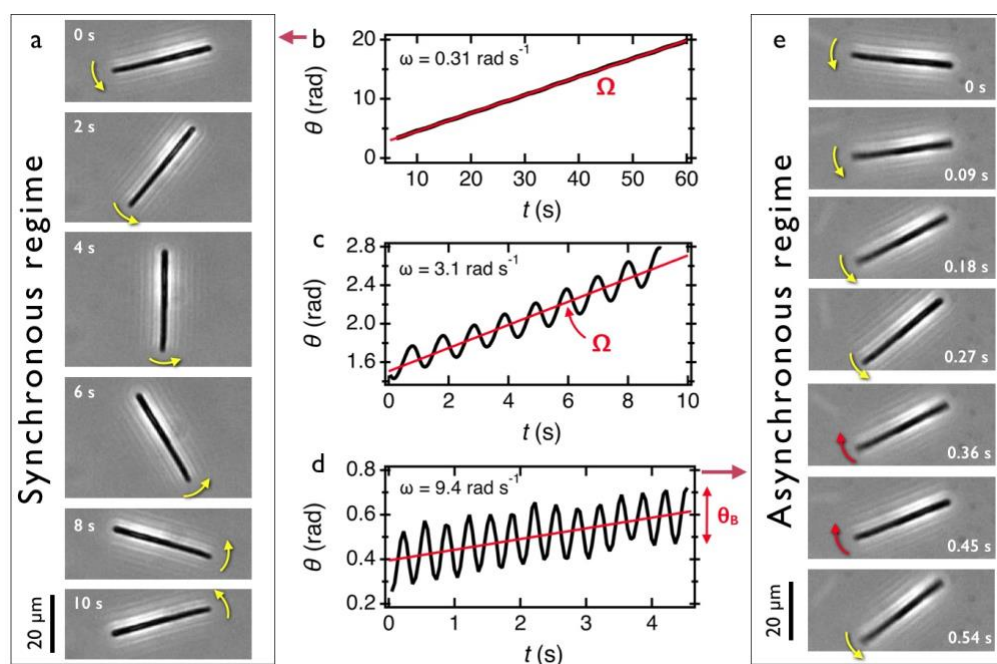 Synchronous regime
a
0 s
2 s
4 s
6 s
8 s
10 s
20 µm
b
ω = 0.31 rad s⁻¹
Ω
θ (rad)
20
10
0
10 20 30 40 50 60
t (s)
c
ω = 3.1 rad s⁻¹
Ω
θ (rad)
2.8
2.4
2.0
1.6
0 2 4 6 8 10
t (s)
d
ω = 9.4 rad s⁻¹
θB
θ (rad)
0.8
0.6
0.4
0.2
0 1 2 3 4
t (s)
Asynchronous regime
e
0 s
0.09 s
0.18 s
0.27 s
0.36 s
0.45 s
0.54 s
20 µm